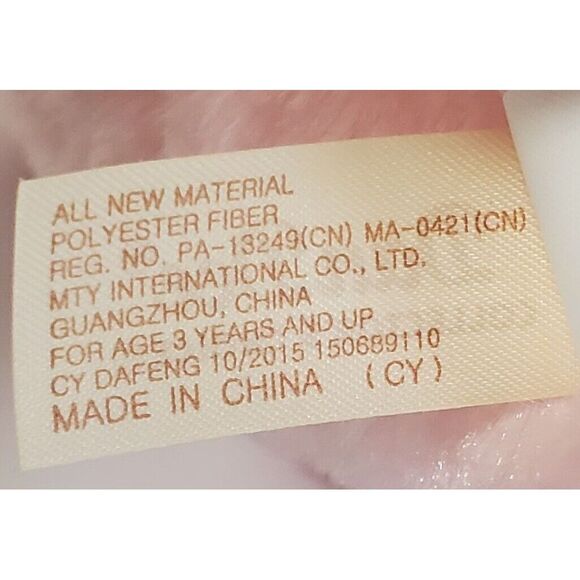 ALL NEW MATERIAL
POLYESTER FIBER
REG. NO. PA-13249(CN) MA-0421(CN)
MTY INTERNATIONAL CO., LTD.
GUANGZHOU, CHINA
FOR AGE 3 YEARS AND UP
CY DAFENG 10/2015 150689110
MADE IN CHINA (CY)